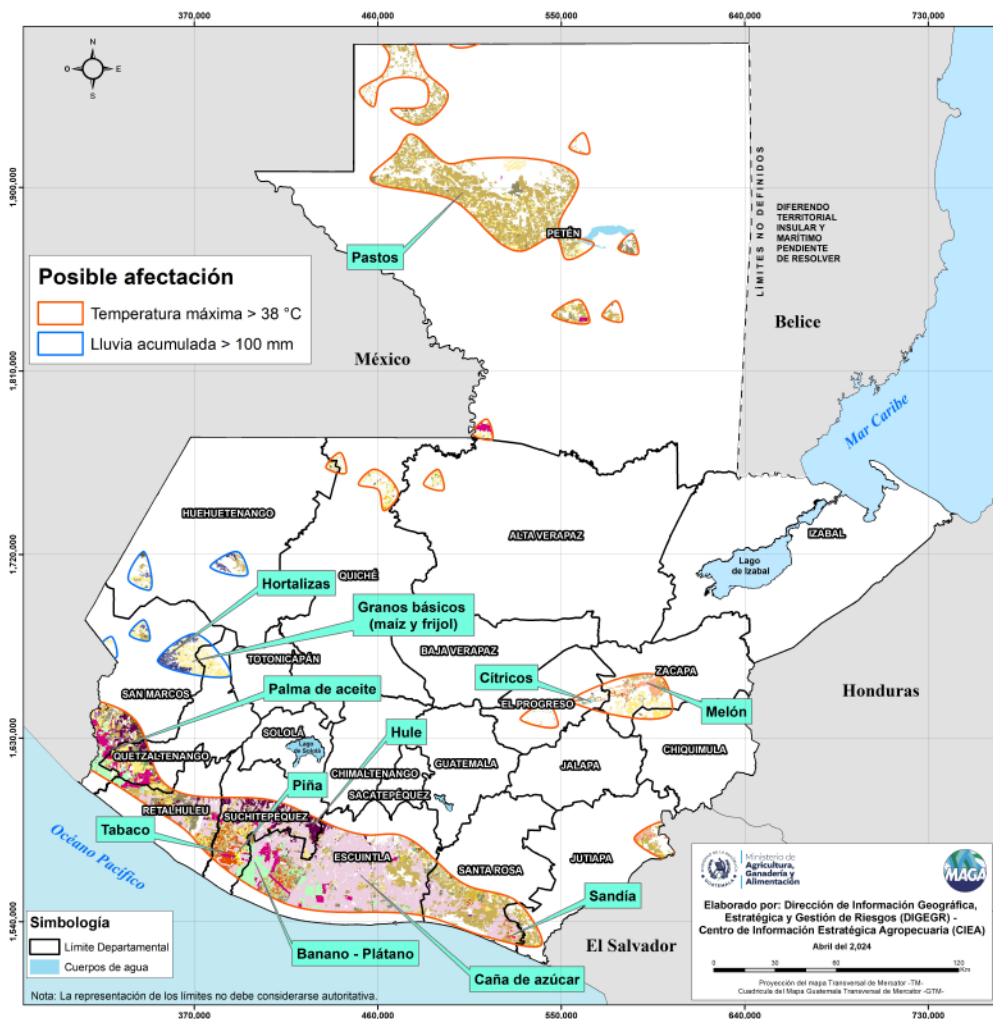 370,000
460,000
550,000
640,000
730,000
N
O
E
S
1,900,000
1,810,000
1,720,000
1,630,000
1,540,000
LÍMITES NO DEFINIDOS
DIFERENDO
TERRITORIAL
INSULAR Y
MARÍTIMO
PENDIENTE
DE RESOLVER
PETÉN
Pastos
Posible afectación
Temperatura máxima > 38 °C
Lluvia acumulada > 100 mm
Belice
México
Mar Caribe
HUEHUETENANGO
ALTA VERAPAZ
IZABAL
Lago
de Izabal
QUICHÉ
Hortalizas
Granos básicos
(maíz y frijol)
TOTONICAPÁN
BAJA VERAPAZ
ZACAPA
Cítricos
SAN MARCOS
Palma de aceite
EL PROGRESO
Melón
Honduras
SOLOLÁ
Hule
Lago
de Sololá
QUETZALTENANGO
GUATEMALA
JALAPA
CHIQUIMULA
CHIMALTENANGO
Piña
SACATEPÉQUEZ
RETALHULEU
SUCHITEPÉQUEZ
Tabaco
Océano Pacífico
ESCUINTLA
SANTA ROSA
JUTIAPA
Sandía
El Salvador
Banano - Plátano
Caña de azúcar
Simbología
Límite Departamental
Cuerpos de agua
Nota: La representación de los límites no debe considerarse autoritativa.
GUATEMALA
Ministerio de
Agricultura,
Ganadería y
Alimentación
MAGA
Elaborado por: Dirección de Información Geográfica,
Estratégica y Gestión de Riesgos (DIGEGR) -
Centro de Información Estratégica Agropecuaria (CIEA)
Abril del 2,024
0 30 60 90 120
Km
Proyección del mapa Transversal de Mercator -TM-
Cuadrícula del Mapa Guatemala Transversal de Mercator -GTM-
370,000
460,000
550,000
640,000
730,000